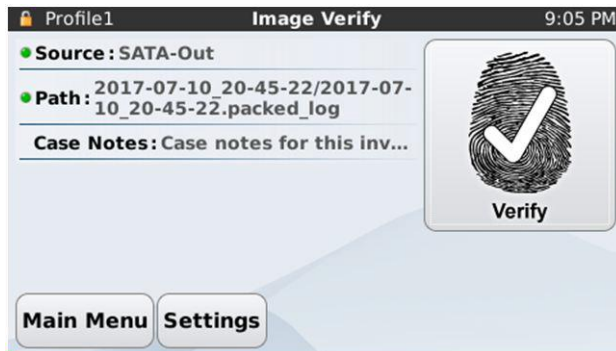 Profile1 Image Verify 9:05 PM
Source: SATA-Out
Path: 2017-07-10_20-45-22/2017-07-
10_20-45-22.packed_log
Case Notes: Case notes for this inv...
Verify
Main Menu Settings